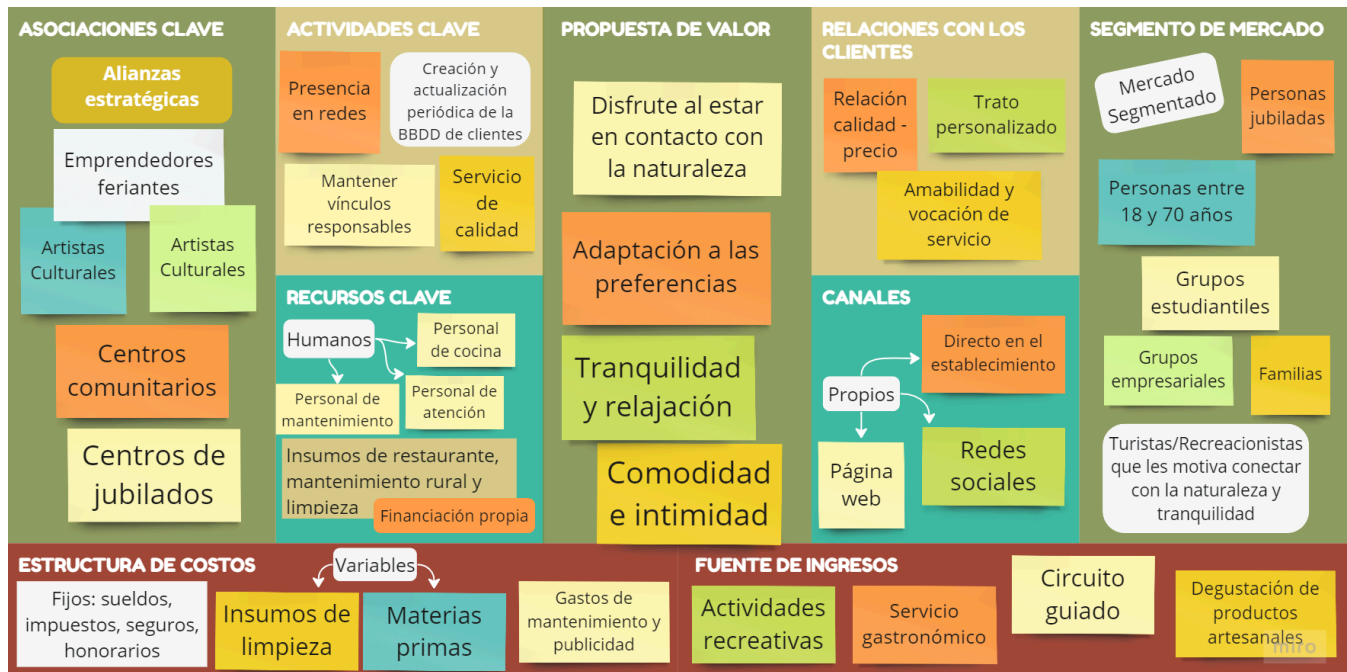 ASOCIACIONES CLAVE
Alianzas
estratégicas
Emprendedores
feriantes
Artistas
Culturales
Artistas
Culturales
Centros
comunitarios
Centros de
jubilados
ACTIVIDADES CLAVE
Presencia
en redes
Creación y
actualización
periódica de la
BBDD de clientes
Mantener
vínculos
responsables
Servicio
de
calidad
RECURSOS CLAVE
Humanos
Personal
de cocina
Personal de
mantenimiento
Personal de
atención
Insumos de restaurante,
mantenimiento rural y
limpieza
Financiación propia
PROPUESTA DE VALOR
Disfrute al estar
en contacto con
la naturaleza
Adaptación a las
preferencias
Tranquilidad
y relajación
Comodidad
e intimidad
RELACIONES CON LOS
CLIENTES
Relación
calidad -
precio
Trato
personalizado
Amabilidad y
vocación de
servicio
CANALES
Directo en el
establecimiento
Propios
Página
web
Redes
sociales
SEGMENTO DE MERCADO
Mercado
Segmentado
Personas
jubiladas
Personas entre
18 y 70 años
Grupos
estudiantiles
Grupos
empresariales
Familias
Turistas/Recreacionistas
que les motiva conectar
con la naturaleza y
tranquilidad
ESTRUCTURA DE COSTOS
Variables
Fijos: sueldos,
impuestos, seguros,
honorarios
Insumos de
limpieza
Materias
primas
Gastos de
mantenimiento y
publicidad
FUENTE DE INGRESOS
Actividades
recreativas
Servicio
gastronómico
Circuito
guiado
Degustación de
productos
artesanales
miro